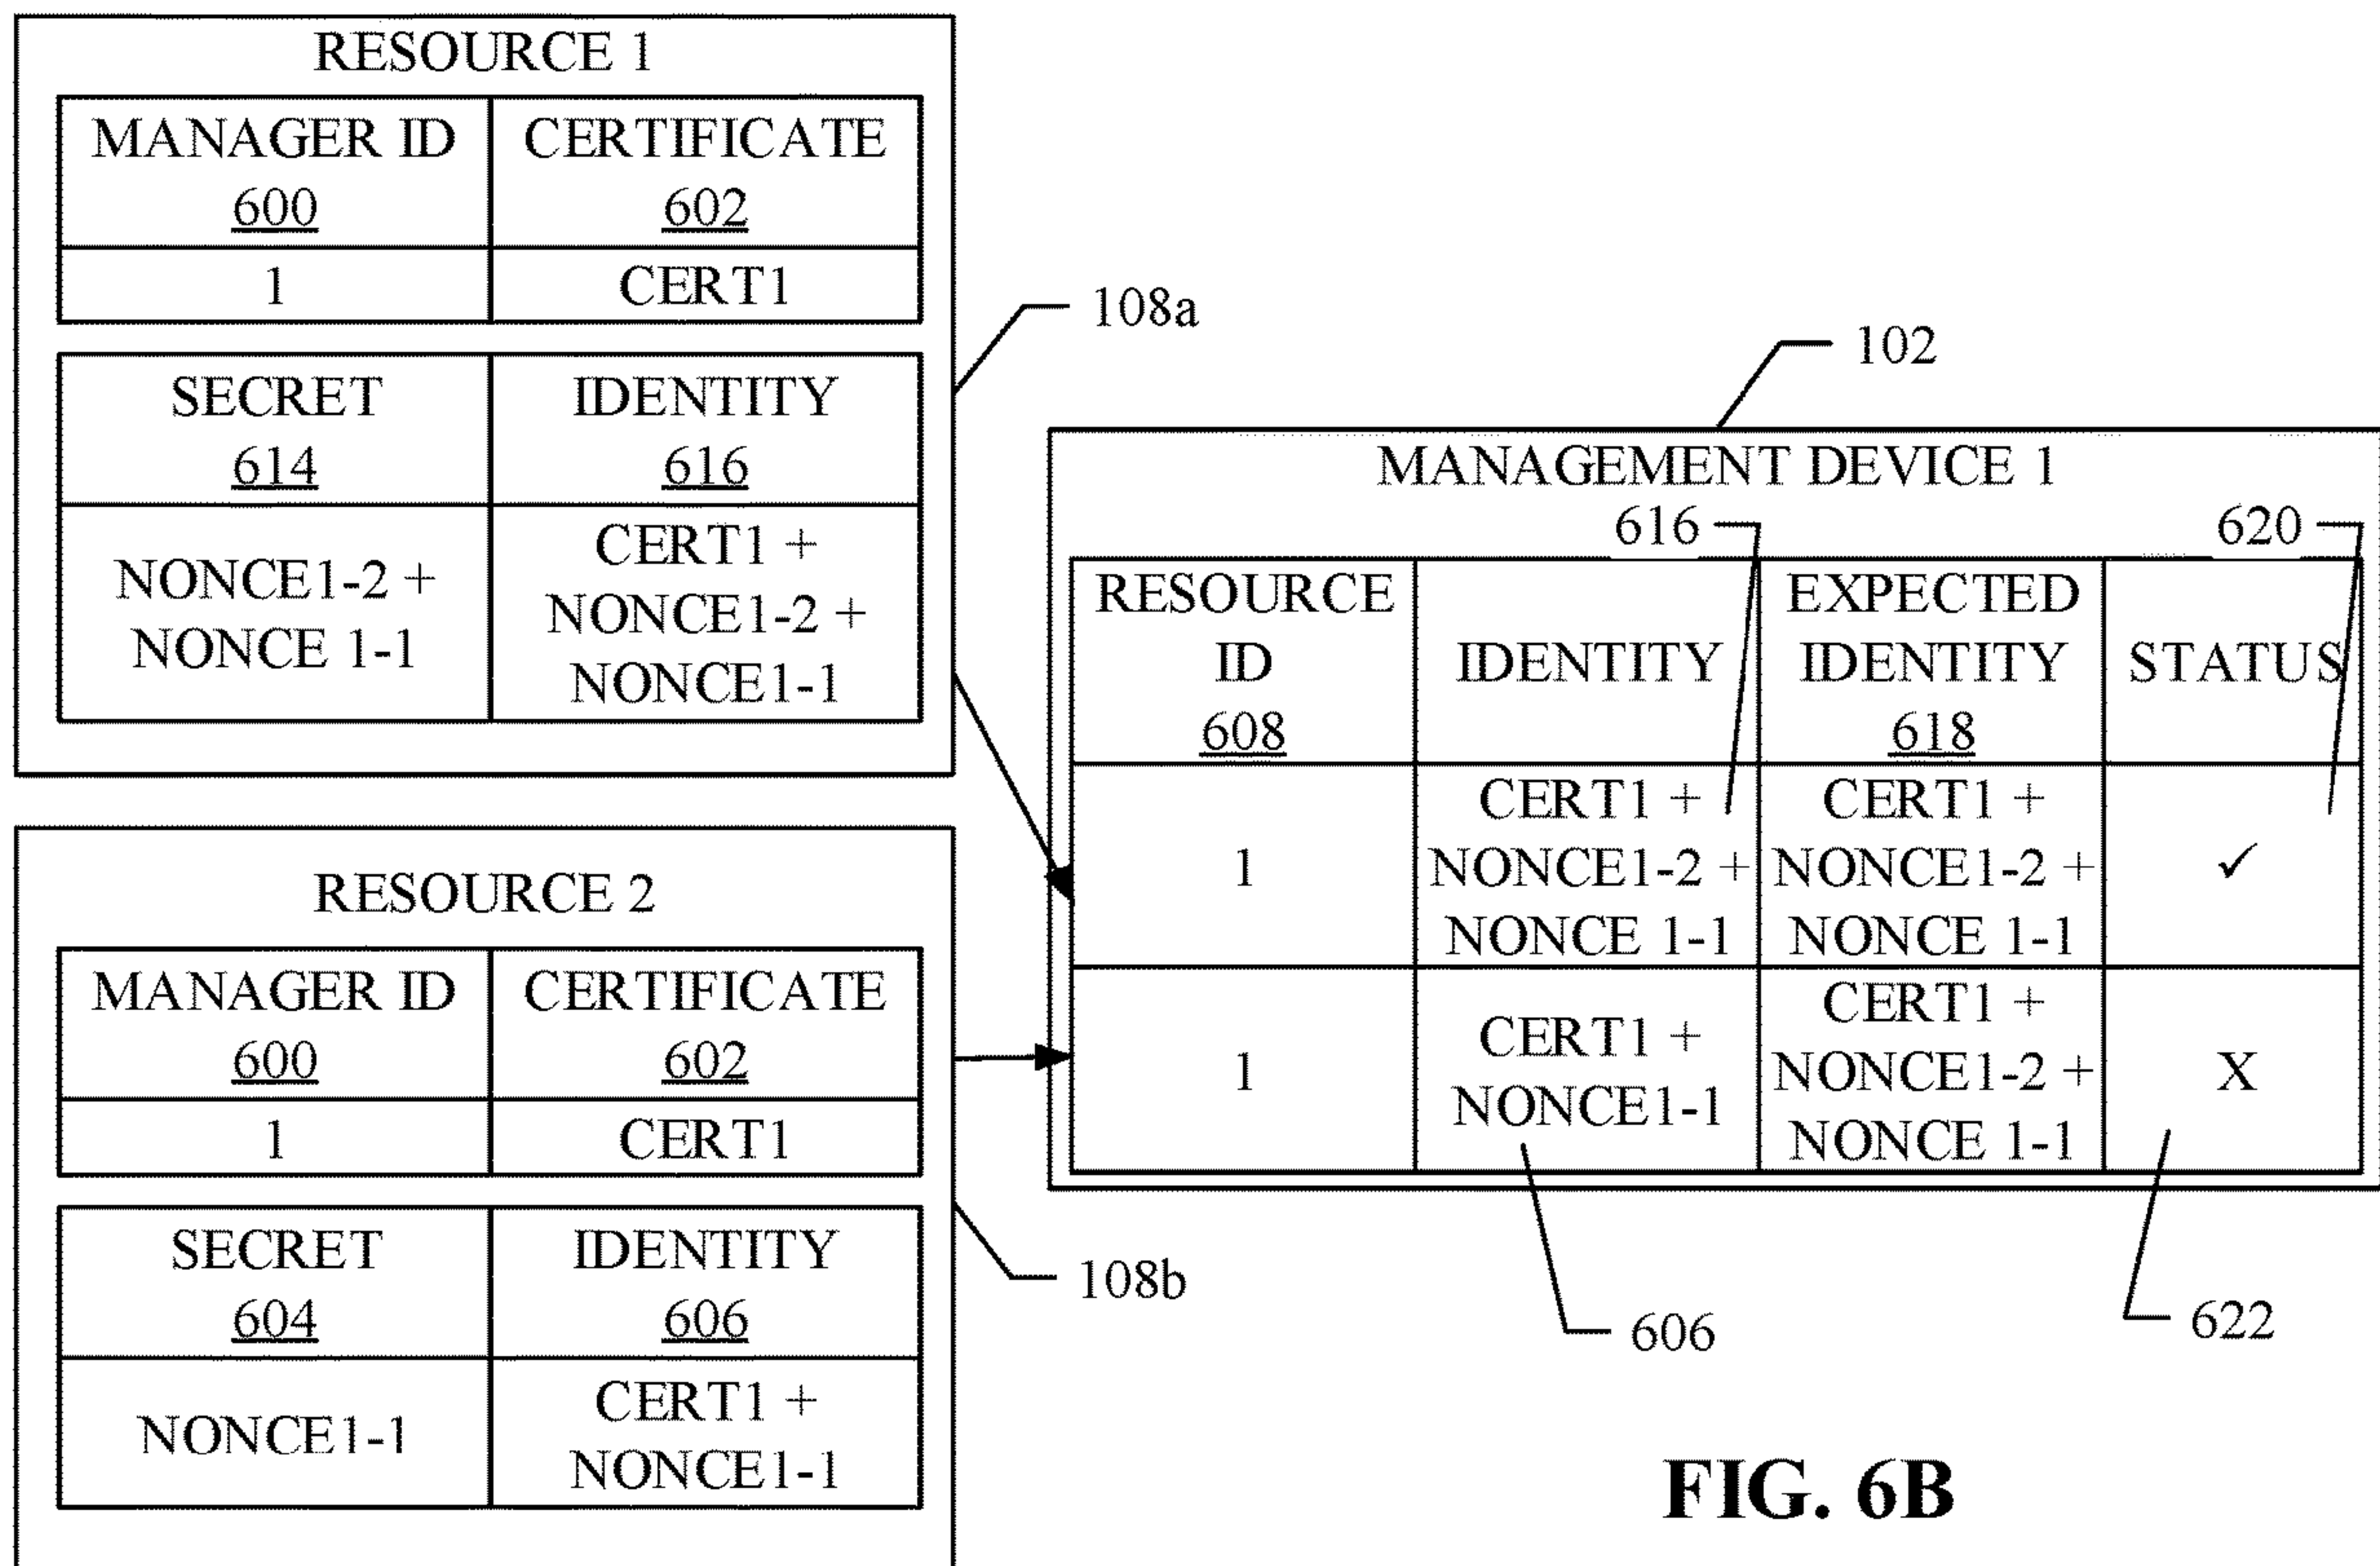 RESOURCE 1
MANAGER ID
600
CERTIFICATE
602
1
CERT1
SECRET
614
IDENTITY
616
NONCE1-2 +
NONCE 1-1
CERT1 +
NONCE1-2 +
NONCE1-1
108a
RESOURCE 2
MANAGER ID
600
CERTIFICATE
602
1
CERT1
SECRET
604
IDENTITY
606
NONCE1-1
CERT1 +
NONCE1-1
108b
102
MANAGEMENT DEVICE 1
616
620
RESOURCE
ID
608
IDENTITY
EXPECTED
IDENTITY
618
STATUS
1
CERT1 +
NONCE1-2 +
NONCE 1-1
CERT1 +
NONCE1-2 +
NONCE 1-1
✓
1
CERT1 +
NONCE1-1
CERT1 +
NONCE1-2 +
NONCE 1-1
X
606
622
FIG. 6B